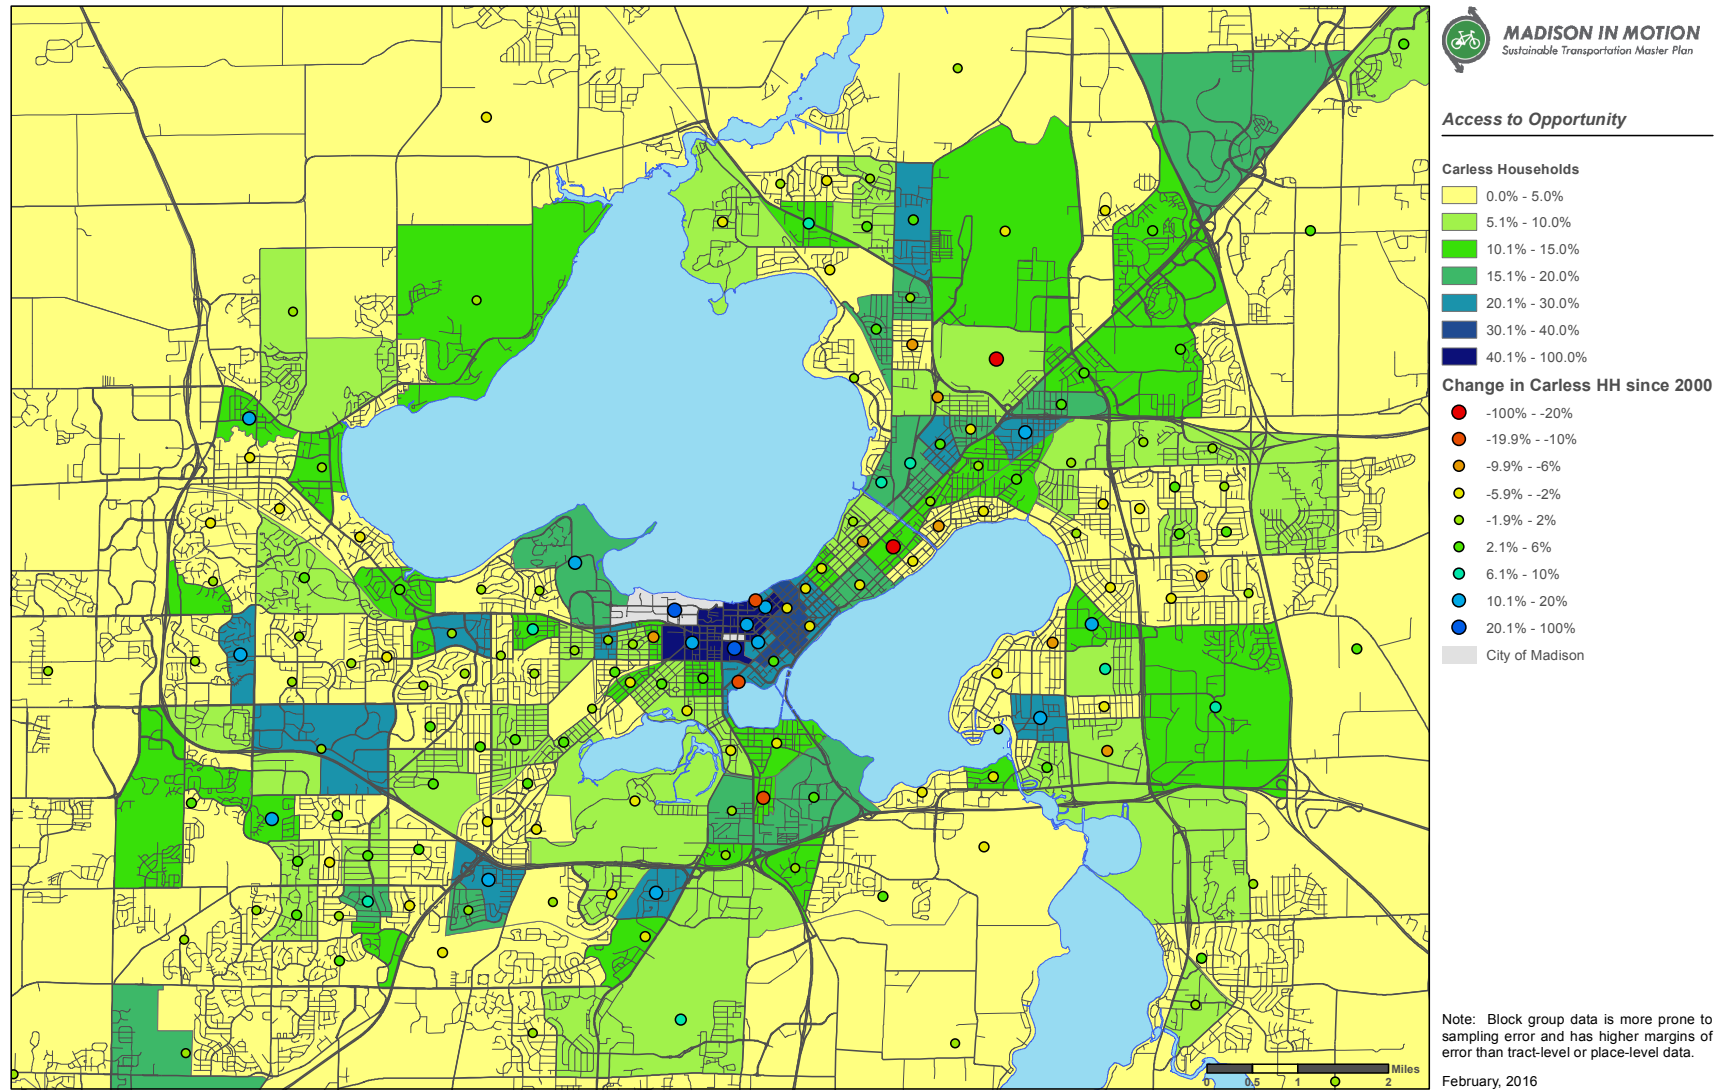 MADISON IN MOTION
Sustainable Transportation Master Plan
Access to Opportunity
Carless Households
0.0% - 5.0%
5.1% - 10.0%
10.1% - 15.0%
15.1% - 20.0%
20.1% - 30.0%
30.1% - 40.0%
40.1% - 100.0%
Change in Carless HH since 2000
-100% - -20%
-19.9% - -10%
-9.9% - -6%
-5.9% - -2%
-1.9% - 2%
2.1% - 6%
6.1% - 10%
10.1% - 20%
20.1% - 100%
City of Madison
Note: Block group data is more prone to
sampling error and has higher margins of
error than tract-level or place-level data.
February, 2016
Miles
0 0.5 1 2